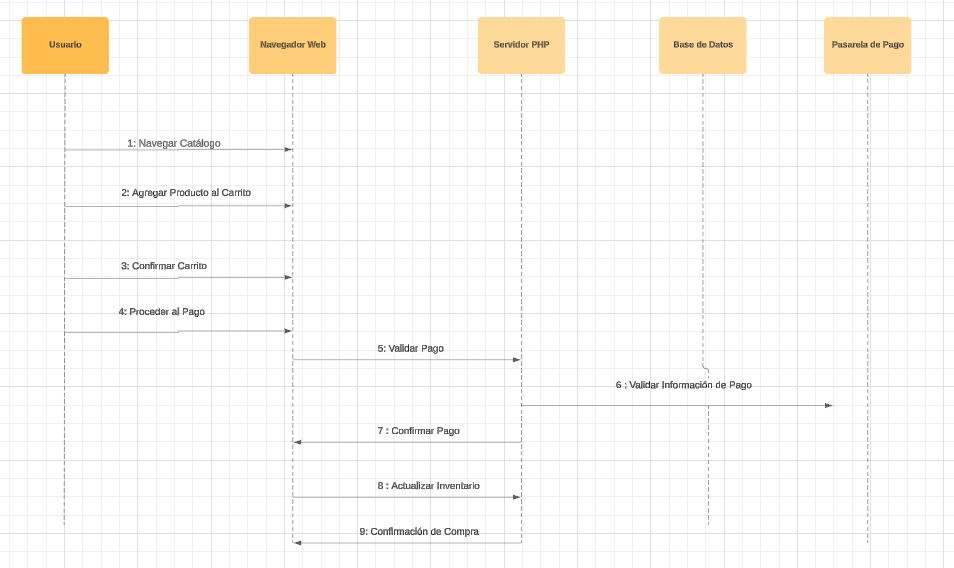 Usuario
Navegador Web
Servidor PHP
Base de Datos
Pasarela de Pago
1: Navegar Catálogo
2: Agregar Producto al Carrito
3: Confirmar Carrito
4: Proceder al Pago
5: Validar Pago
6 : Validar Información de Pago
7 : Confirmar Pago
8 : Actualizar Inventario
9: Confirmación de Compra